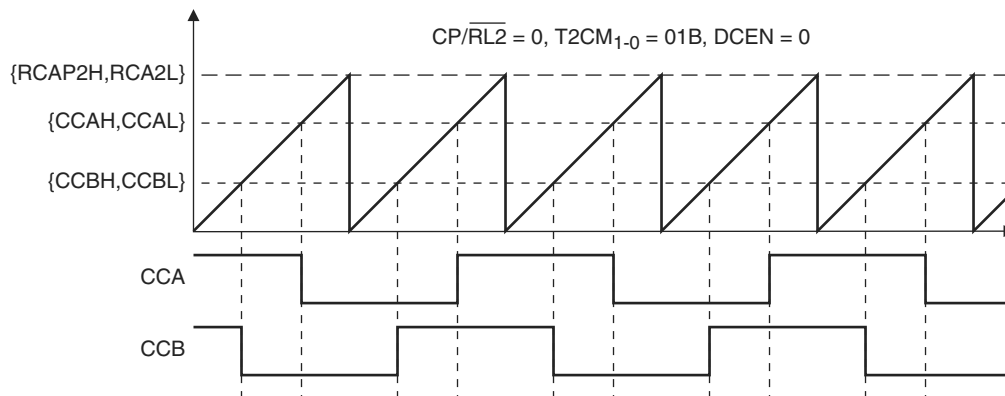 CP/RL2 = 0, T2CM1-0 = 01B, DCEN = 0
{RCAP2H,RCA2L}
{CCAH,CCAL}
{CCBH,CCBL}
CCA
CCB